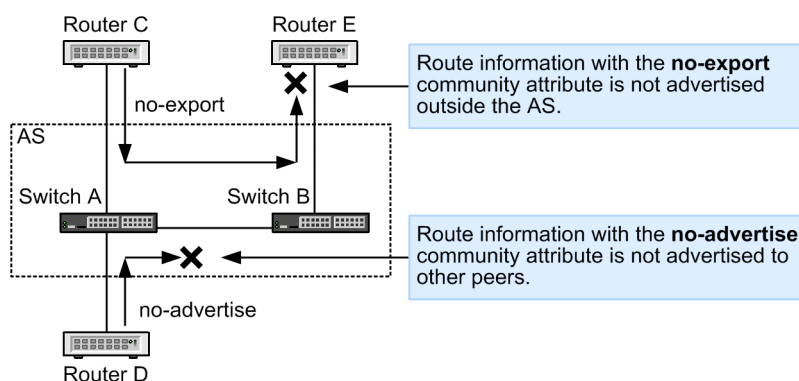 Router C
Router E
Route information with the no-export
community attribute is not advertised
outside the AS.
no-export
AS
Switch A
Switch B
Route information with the no-advertise
community attribute is not advertised to
other peers.
no-advertise
Router D